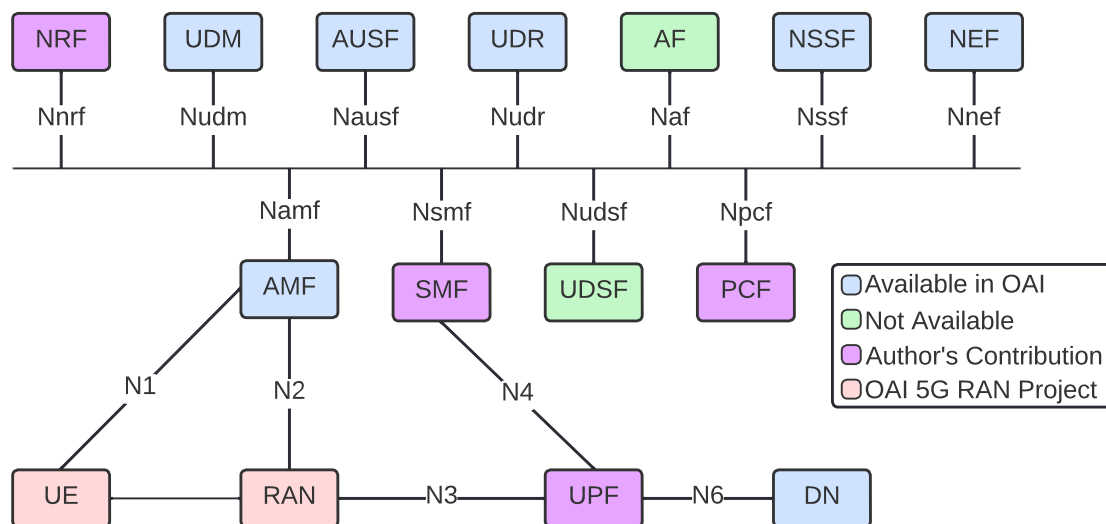 NRF UDM AUSF UDR AF NSSF NEF
Nnrf Nudm Nausf Nudr Naf Nssf Nnef
Namf Nsmf Nudsf Npcf
AMF SMF UDSF PCF
Available in OAI
Not Available
Author's Contribution
OAI 5G RAN Project
N1 N2 N4
UE RAN N3 UPF N6 DN